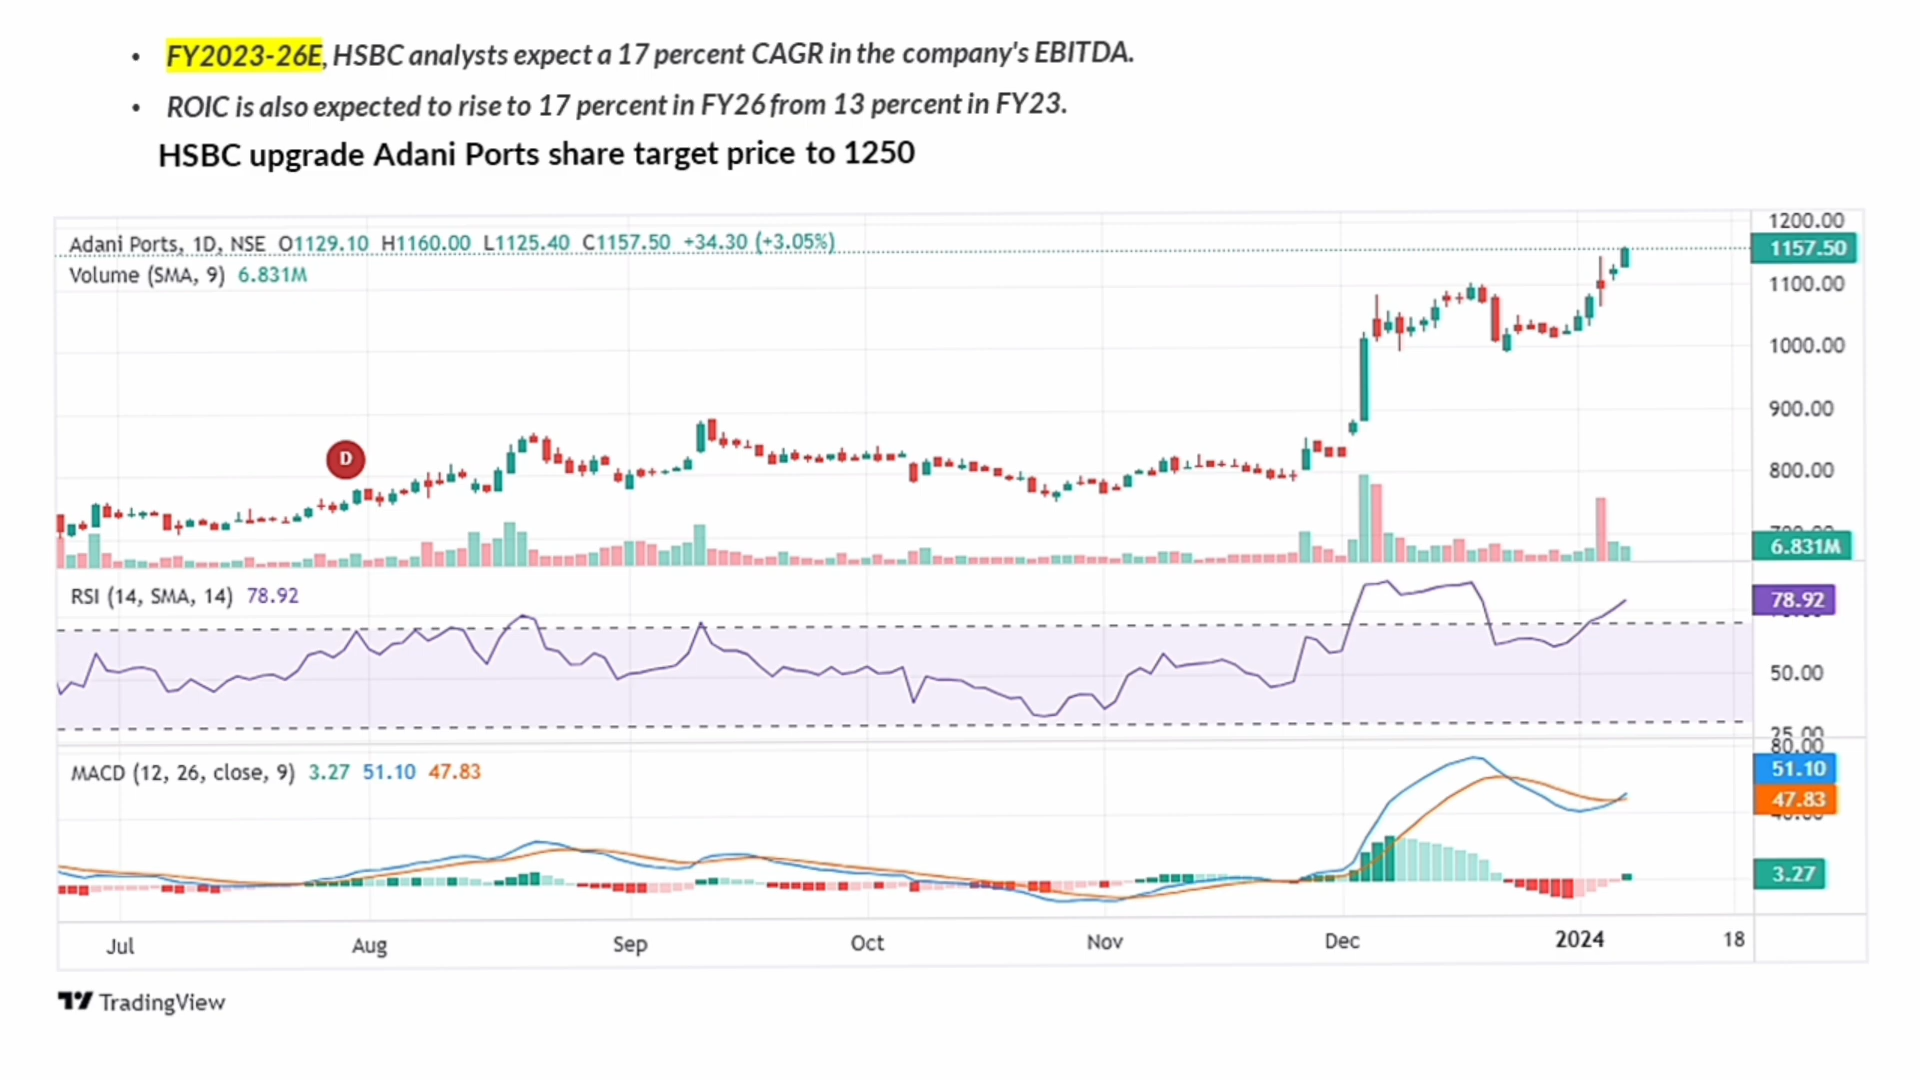 • FY2023-26E, HSBC analysts expect a 17 percent CAGR in the company's EBITDA.
• ROIC is also expected to rise to 17 percent in FY26 from 13 percent in FY23.
HSBC upgrade Adani Ports share target price to 1250
Adani Ports, 1D, NSE O1129.10 H1160.00 L1125.40 C1157.50 +34.30 (+3.05%)
Volume (SMA, 9) 6.831M
1200.00
1157.50
1100.00
1000.00
900.00
800.00
6.831M
D
RSI (14, SMA, 14) 78.92
78.92
50.00
25.00
MACD (12, 26, close, 9) 3.27 51.10 47.83
80.00
51.10
47.83
3.27
Jul Aug Sep Oct Nov Dec 2024 18
TradingView